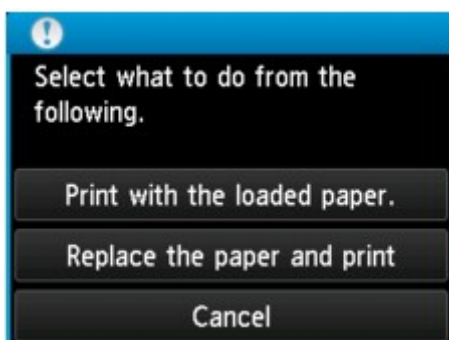 Select what to do from the
following.
Print with the loaded paper.
Replace the paper and print
Cancel